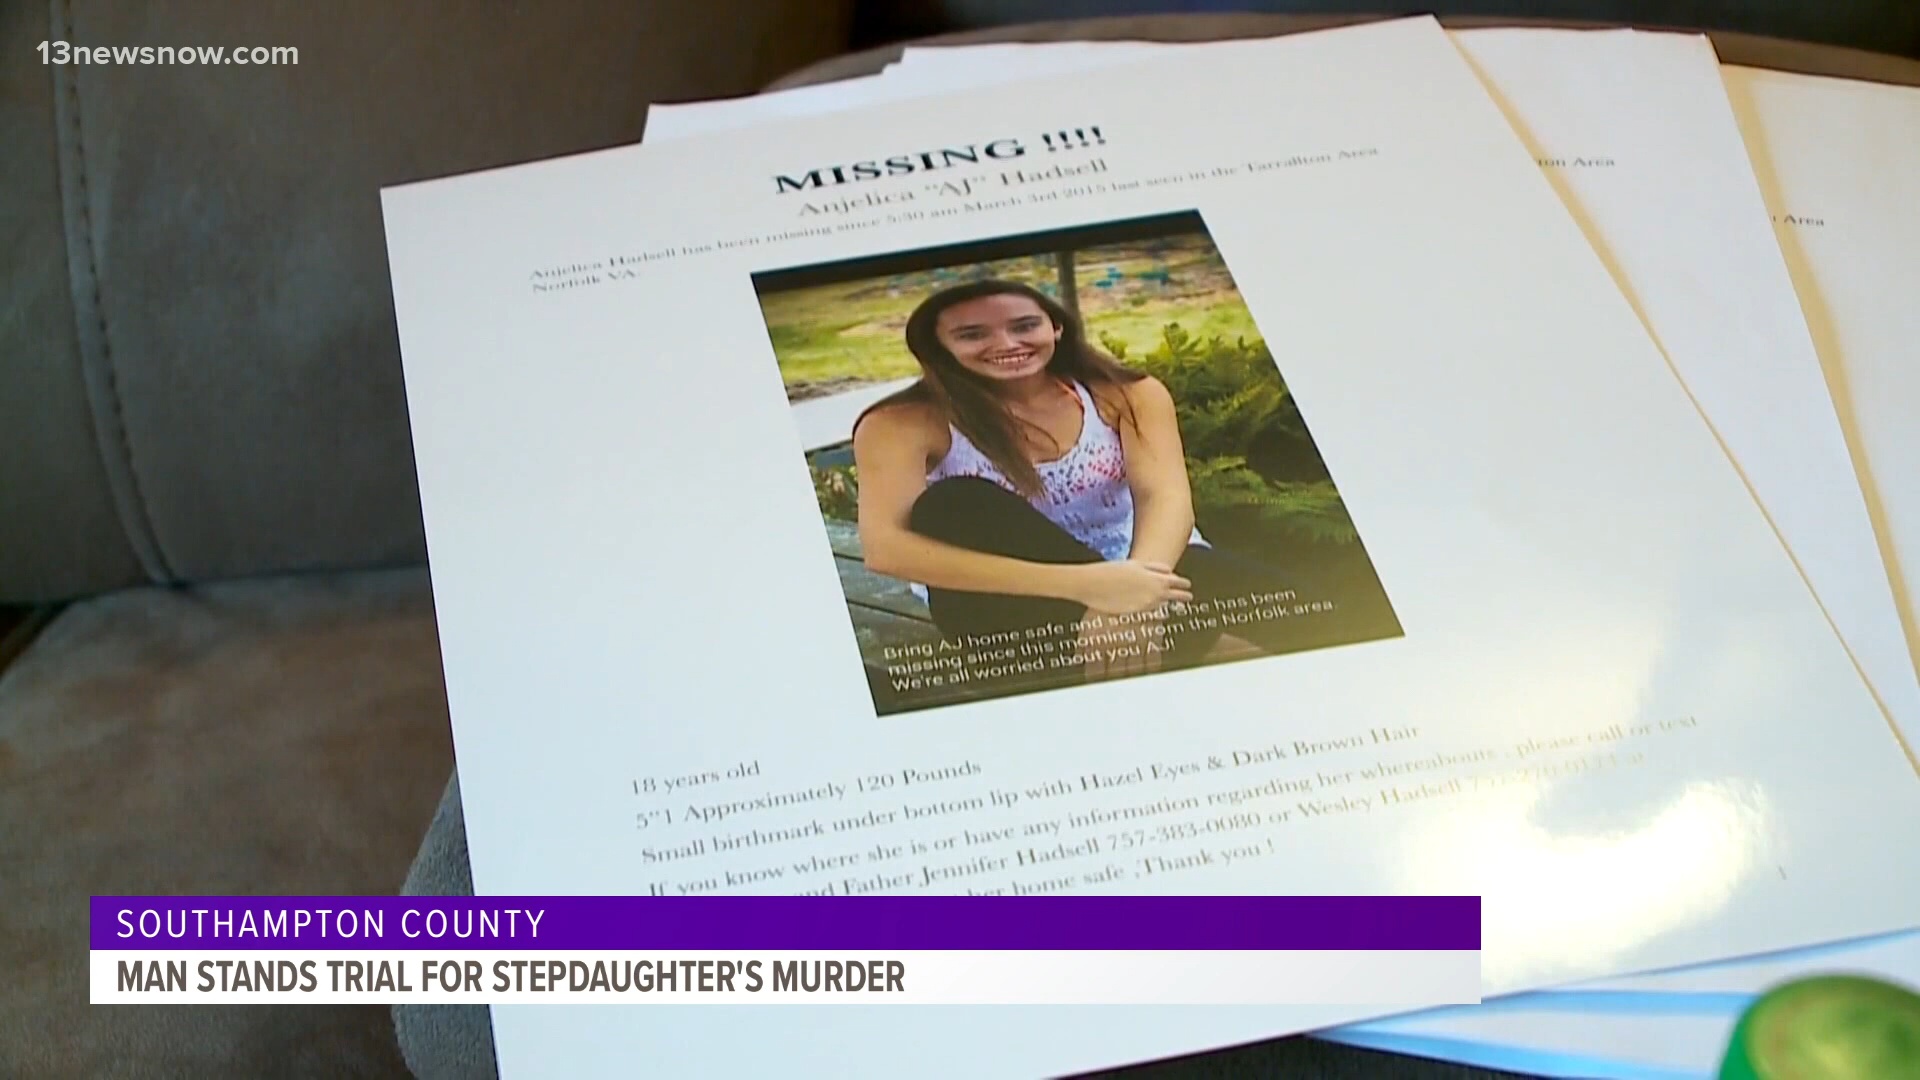 13newsnow.com
MISSING !!!!
Anjelica "AJ" Hadsell
Anjelica Hadsell has been missing since 5:30 am March 3rd 2015 last seen in the Tarrallton Area
Norfolk VA.
ton Area
Area
Bring AJ home safe and sound! She has been
missing since this morning from the Norfolk area.
We're all worried about you AJ!
18 years old
5"1 Approximately 120 Pounds
Small birthmark under bottom lip with Hazel Eyes & Dark Brown Hair
If you know where she is or have any information regarding her whereabouts , please call or text
and Father Jennifer Hadsell 757-383-0080 or Wesley Hadsell
her home safe ,Thank you !
SOUTHAMPTON COUNTY
MAN STANDS TRIAL FOR STEPDAUGHTER'S MURDER